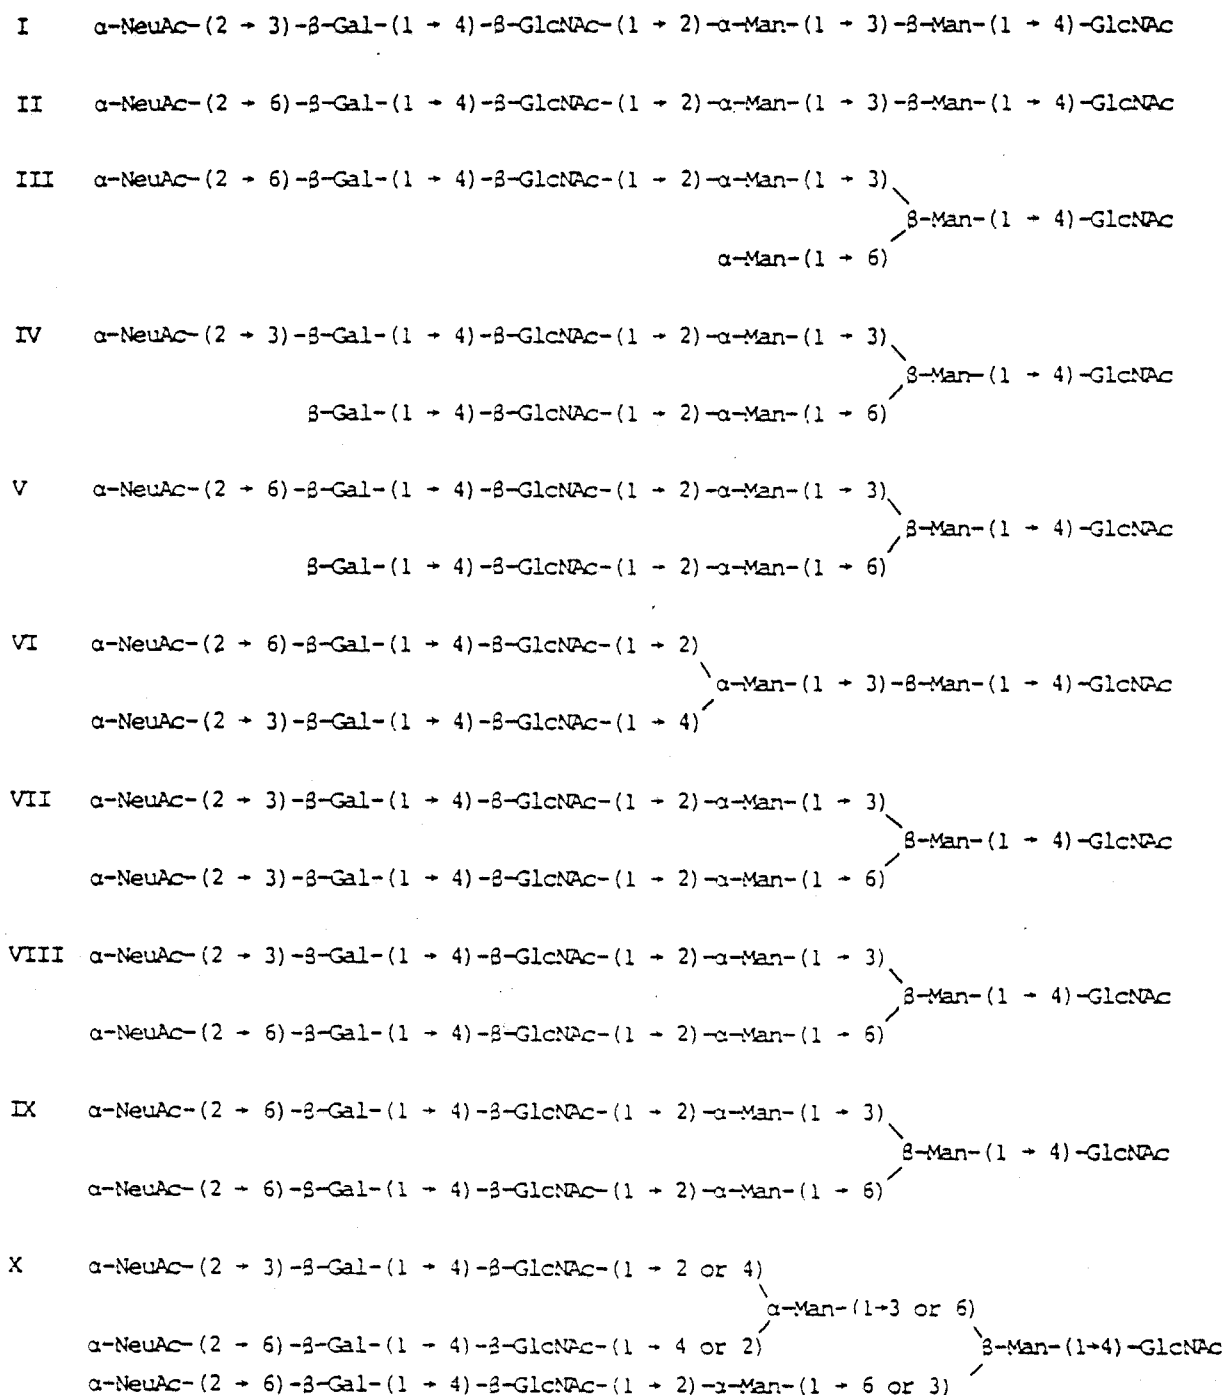 I α-NeuAc-(2 → 3)-β-Gal-(1 → 4)-β-GlcNAc-(1 → 2)-α-Man-(1 → 3)-β-Man-(1 → 4)-GlcNAc
II α-NeuAc-(2 → 6)-β-Gal-(1 → 4)-β-GlcNAc-(1 → 2)-α-Man-(1 → 3)-β-Man-(1 → 4)-GlcNAc
III α-NeuAc-(2 → 6)-β-Gal-(1 → 4)-β-GlcNAc-(1 → 2)-α-Man-(1 → 3)
β-Man-(1 → 4)-GlcNAc
α-Man-(1 → 6)
IV α-NeuAc-(2 → 3)-β-Gal-(1 → 4)-β-GlcNAc-(1 → 2)-α-Man-(1 → 3)
β-Man-(1 → 4)-GlcNAc
β-Gal-(1 → 4)-β-GlcNAc-(1 → 2)-α-Man-(1 → 6)
V α-NeuAc-(2 → 6)-β-Gal-(1 → 4)-β-GlcNAc-(1 → 2)-α-Man-(1 → 3)
β-Man-(1 → 4)-GlcNAc
β-Gal-(1 → 4)-β-GlcNAc-(1 → 2)-α-Man-(1 → 6)
VI α-NeuAc-(2 → 6)-β-Gal-(1 → 4)-β-GlcNAc-(1 → 2)
α-Man-(1 → 3)-β-Man-(1 → 4)-GlcNAc
α-NeuAc-(2 → 3)-β-Gal-(1 → 4)-β-GlcNAc-(1 → 4)
VII α-NeuAc-(2 → 3)-β-Gal-(1 → 4)-β-GlcNAc-(1 → 2)-α-Man-(1 → 3)
β-Man-(1 → 4)-GlcNAc
α-NeuAc-(2 → 3)-β-Gal-(1 → 4)-β-GlcNAc-(1 → 2)-α-Man-(1 → 6)
VIII α-NeuAc-(2 → 3)-β-Gal-(1 → 4)-β-GlcNAc-(1 → 2)-α-Man-(1 → 3)
β-Man-(1 → 4)-GlcNAc
α-NeuAc-(2 → 6)-β-Gal-(1 → 4)-β-GlcNAc-(1 → 2)-α-Man-(1 → 6)
IX α-NeuAc-(2 → 6)-β-Gal-(1 → 4)-β-GlcNAc-(1 → 2)-α-Man-(1 → 3)
β-Man-(1 → 4)-GlcNAc
α-NeuAc-(2 → 6)-β-Gal-(1 → 4)-β-GlcNAc-(1 → 2)-α-Man-(1 → 6)
X α-NeuAc-(2 → 3)-β-Gal-(1 → 4)-β-GlcNAc-(1 → 2 or 4)
α-Man-(1→3 or 6)
α-NeuAc-(2 → 6)-β-Gal-(1 → 4)-β-GlcNAc-(1 → 4 or 2) β-Man-(1→4)-GlcNAc
α-NeuAc-(2 → 6)-β-Gal-(1 → 4)-β-GlcNAc-(1 → 2)-α-Man-(1 → 6 or 3)